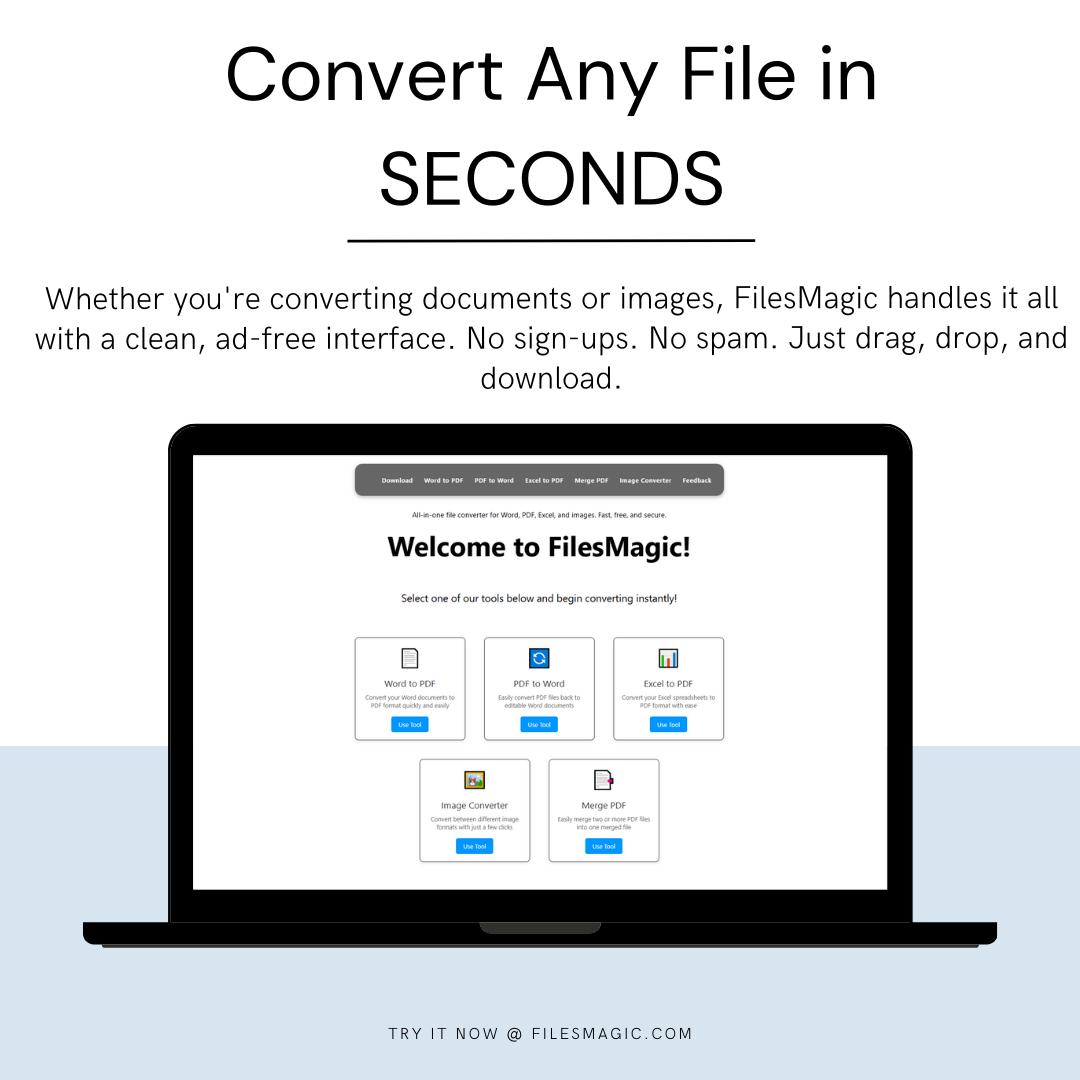 Convert Any File in
SECONDS
Whether you're converting documents or images, FilesMagic handles it all
with a clean, ad-free interface. No sign-ups. No spam. Just drag, drop, and
download.
Download Word to PDF PDF to Word Excel to PDF Merge PDF Image Converter Feedback
All-in-one file converter for Word, PDF, Excel, and images. Fast, free, and secure.
Welcome to FilesMagic!
Select one of our tools below and begin converting instantly!
Word to PDF
Convert your Word documents to
PDF format quickly and easily
Use Tool
PDF to Word
Easily convert PDF files back to
editable Word documents
Use Tool
Excel to PDF
Convert your Excel spreadsheets to
PDF format with ease
Use Tool
Image Converter
Convert between different image
formats with just a few clicks
Use Tool
Merge PDF
Easily merge two or more PDF files
into one merged file
Use Tool
TRY IT NOW @ FILESMAGIC.COM